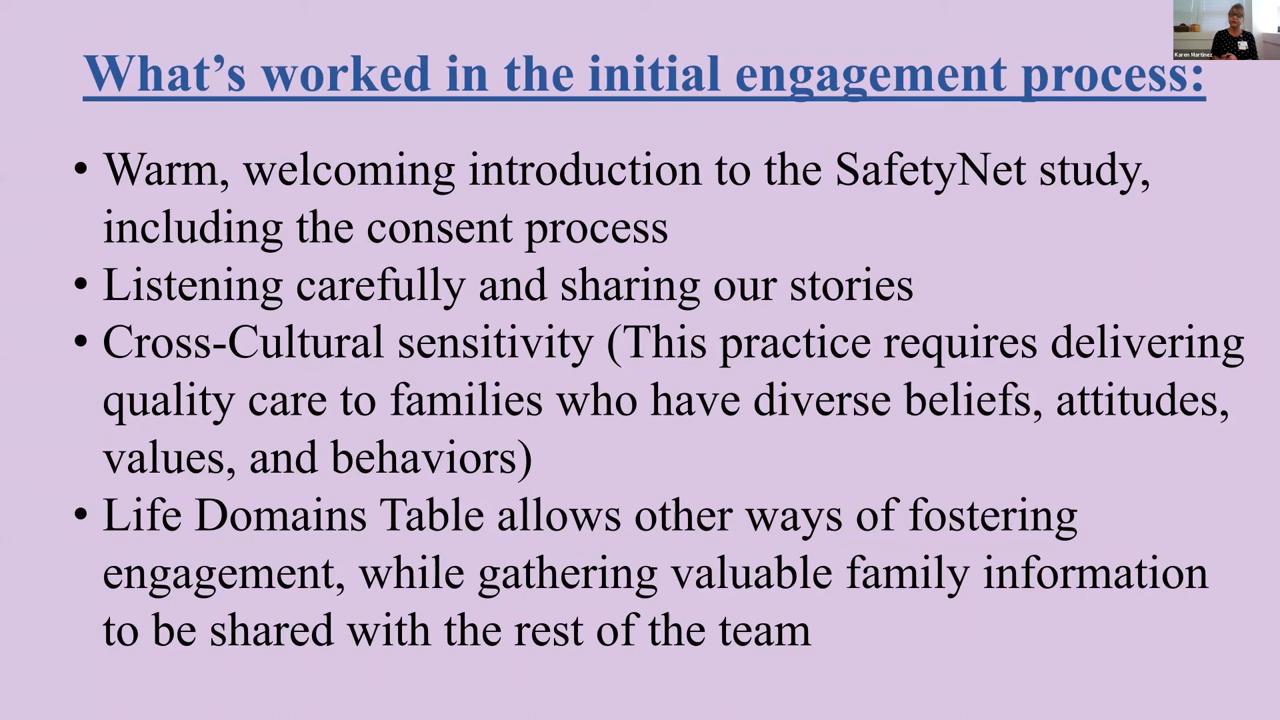 What’s worked in the initial engagement process:
Karen Martinez
• Warm, welcoming introduction to the SafetyNet study,
including the consent process
• Listening carefully and sharing our stories
• Cross-Cultural sensitivity (This practice requires delivering
quality care to families who have diverse beliefs, attitudes,
values, and behaviors)
• Life Domains Table allows other ways of fostering
engagement, while gathering valuable family information
to be shared with the rest of the team